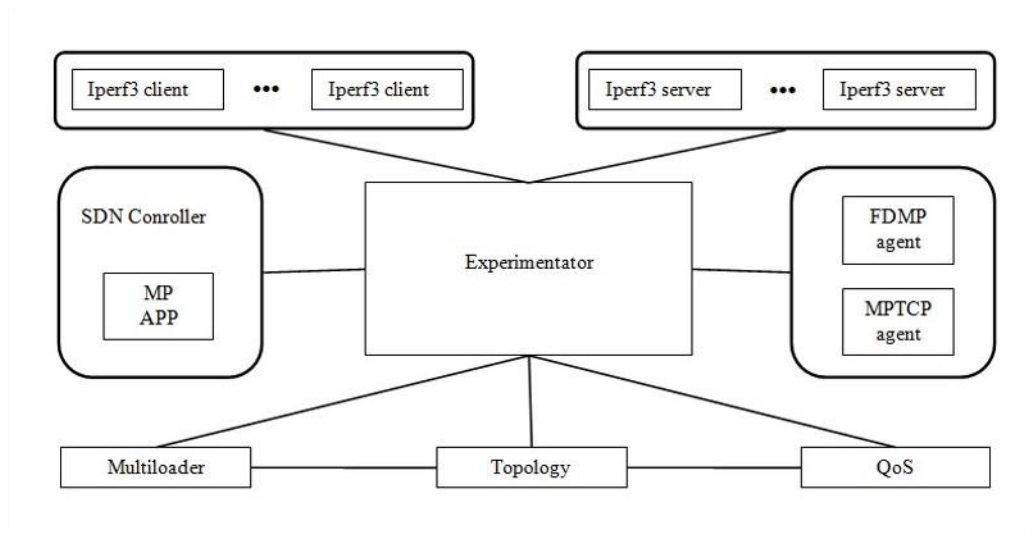 Iperf3 client ••• Iperf3 client
Iperf3 server ••• Iperf3 server
SDN Conroller
MP
APP
Experimentator
FDMP
agent
MPTCP
agent
Multiloader
Topology
QoS